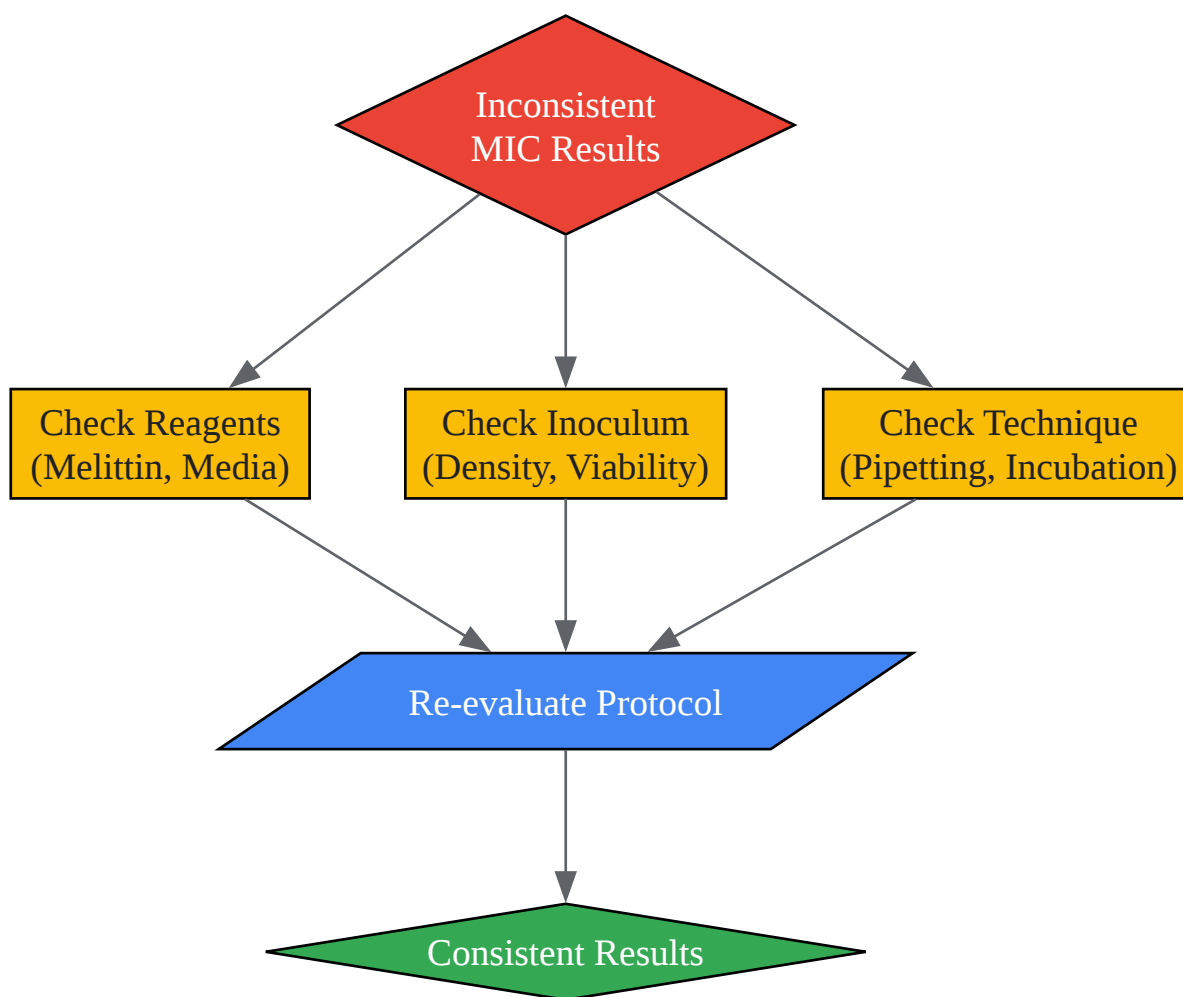 Inconsistent
MIC Results
Check Reagents
(Melittin, Media)
Check Inoculum
(Density, Viability)
Check Technique
(Pipetting, Incubation)
Re-evaluate Protocol
Consistent Results